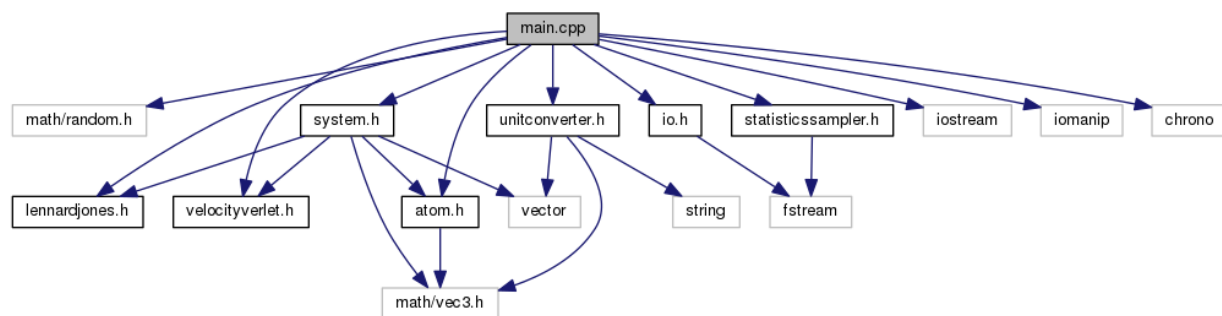 main.cpp
math/random.h
system.h
unitconverter.h
io.h
statisticssampler.h
iostream
iomanip
chrono
lennardjones.h
velocityverlet.h
atom.h
vector
string
fstream
math/vec3.h